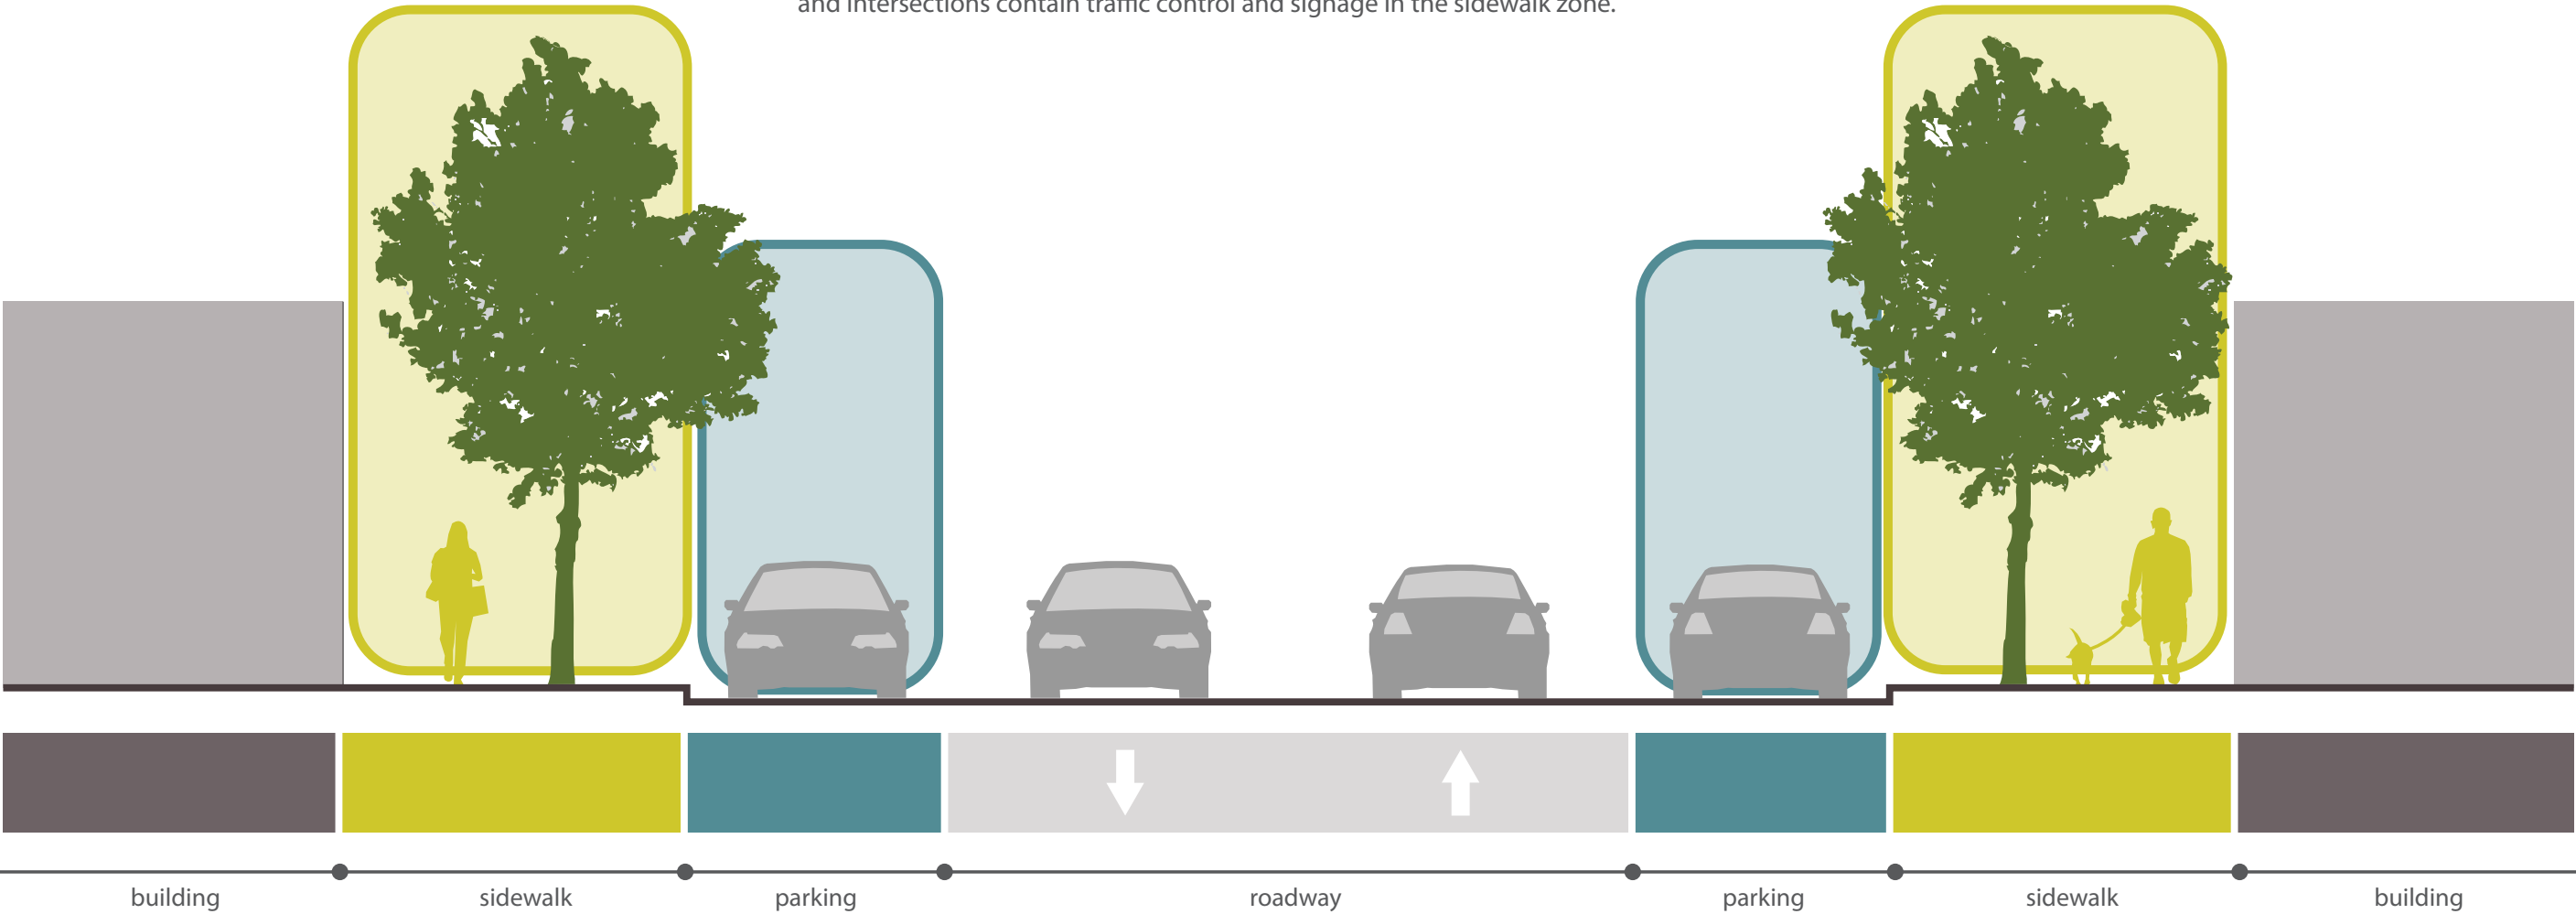 and intersections contain traffic control and signage in the sidewalk zone.
building sidewalk parking roadway parking sidewalk building